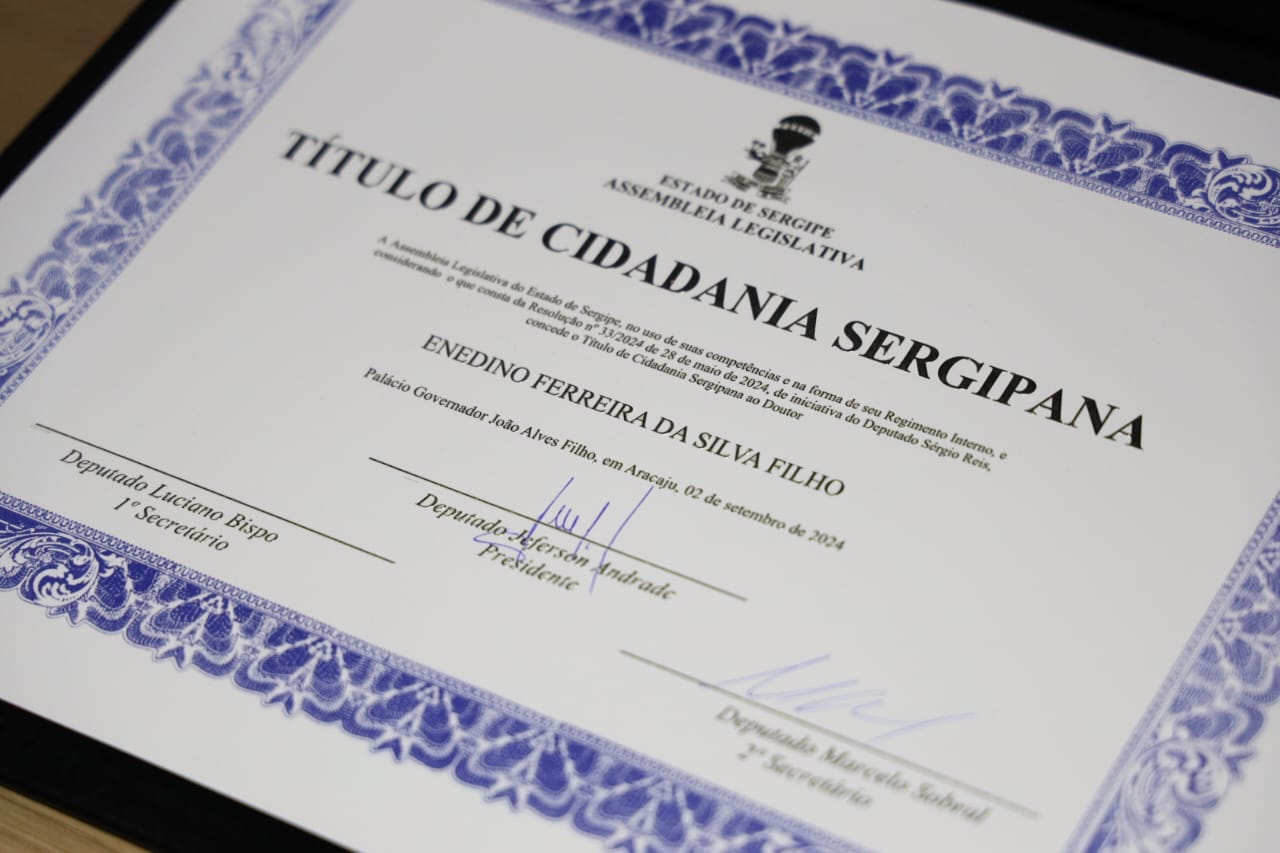 ESTADO DE SERGIPE
ASSEMBLEIA LEGISLATIVA
TÍTULO DE CIDADANIA SERGIPANA
A Assembleia Legislativa do Estado de Sergipe, no uso de suas competências e na forma de seu Regimento Interno, e
considerando o que consta da Resolução nº 33/2024 de 28 de maio de 2024, de iniciativa do Deputado Sérgio Reis,
concede o Título de Cidadania Sergipana ao Doutor
ENEDINO FERREIRA DA SILVA FILHO
Palácio Governador João Alves Filho, em Aracaju, 02 de setembro de 2024
Deputado Luciano Bispo
1º Secretário
Deputado Jeferson Andrade
Presidente
Deputado Marcelo Sobral
2º Secretário